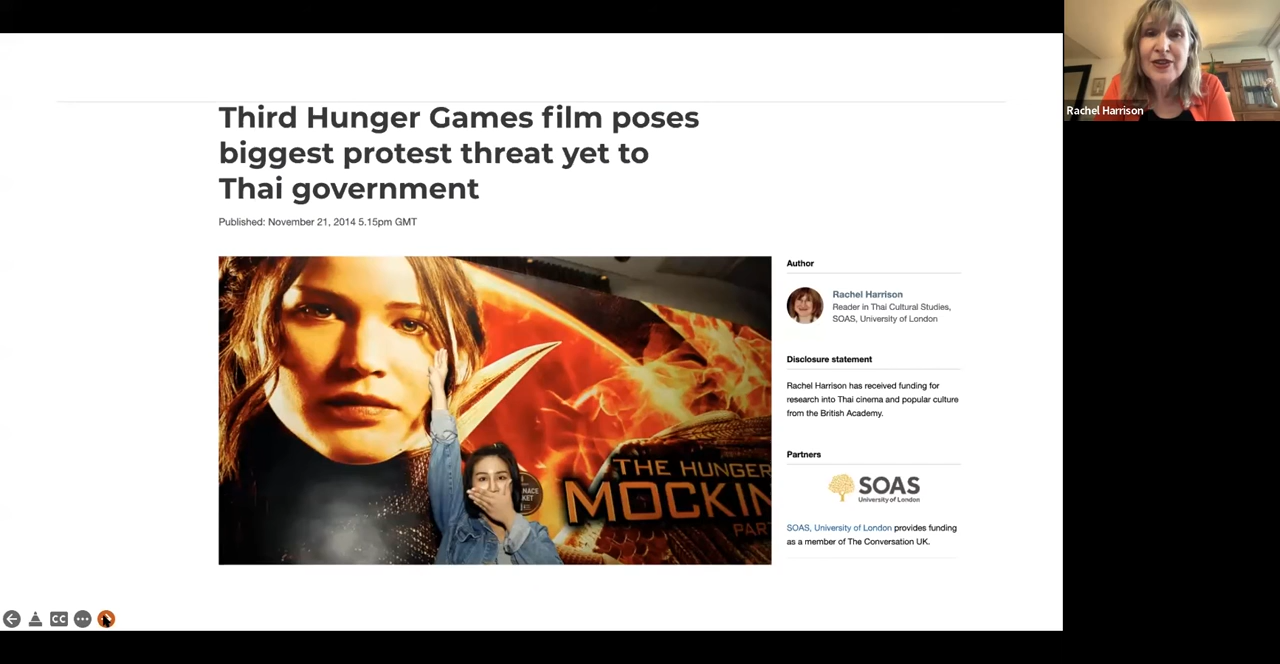 Third Hunger Games film poses
biggest protest threat yet to
Thai government
Published: November 21, 2014 5.15pm GMT
THE HUNGER
MOCKIN
PAR
Author
Rachel Harrison
Reader in Thai Cultural Studies,
SOAS, University of London
Disclosure statement
Rachel Harrison has received funding for
research into Thai cinema and popular culture
from the British Academy.
Partners
SOAS
University of London
SOAS, University of London provides funding
as a member of The Conversation UK.
CC
Rachel Harrison